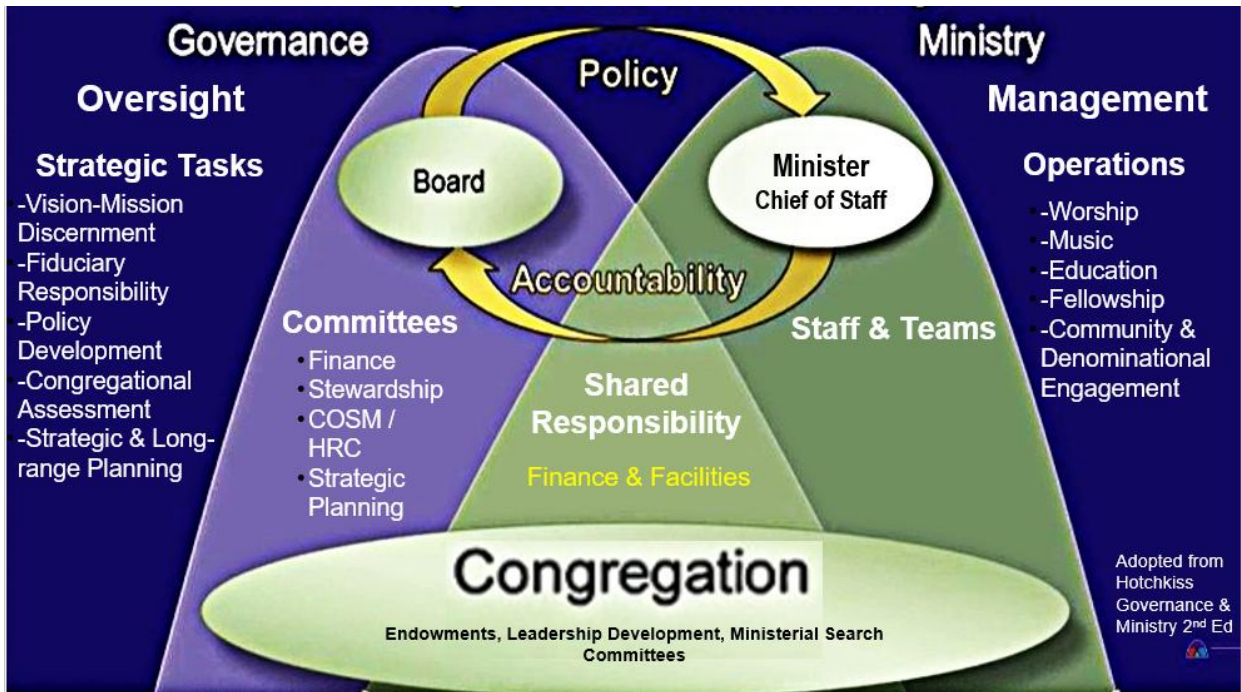 Governance
Ministry
Policy
Oversight
Management
Strategic Tasks
-Vision-Mission
Discernment
-Fiduciary
Responsibility
-Policy
Development
-Congregational
Assessment
-Strategic & Long-
range Planning
Board
Minister
Chief of Staff
Operations
-Worship
-Music
-Education
-Fellowship
-Community &
Denominational
Engagement
Accountability
Committees
• Finance
• Stewardship
• COSM /
HRC
• Strategic
Planning
Staff & Teams
Shared
Responsibility
Finance & Facilities
Congregation
Endowments, Leadership Development, Ministerial Search
Committees
Adopted from
Hotchkiss
Governance &
Ministry 2nd Ed